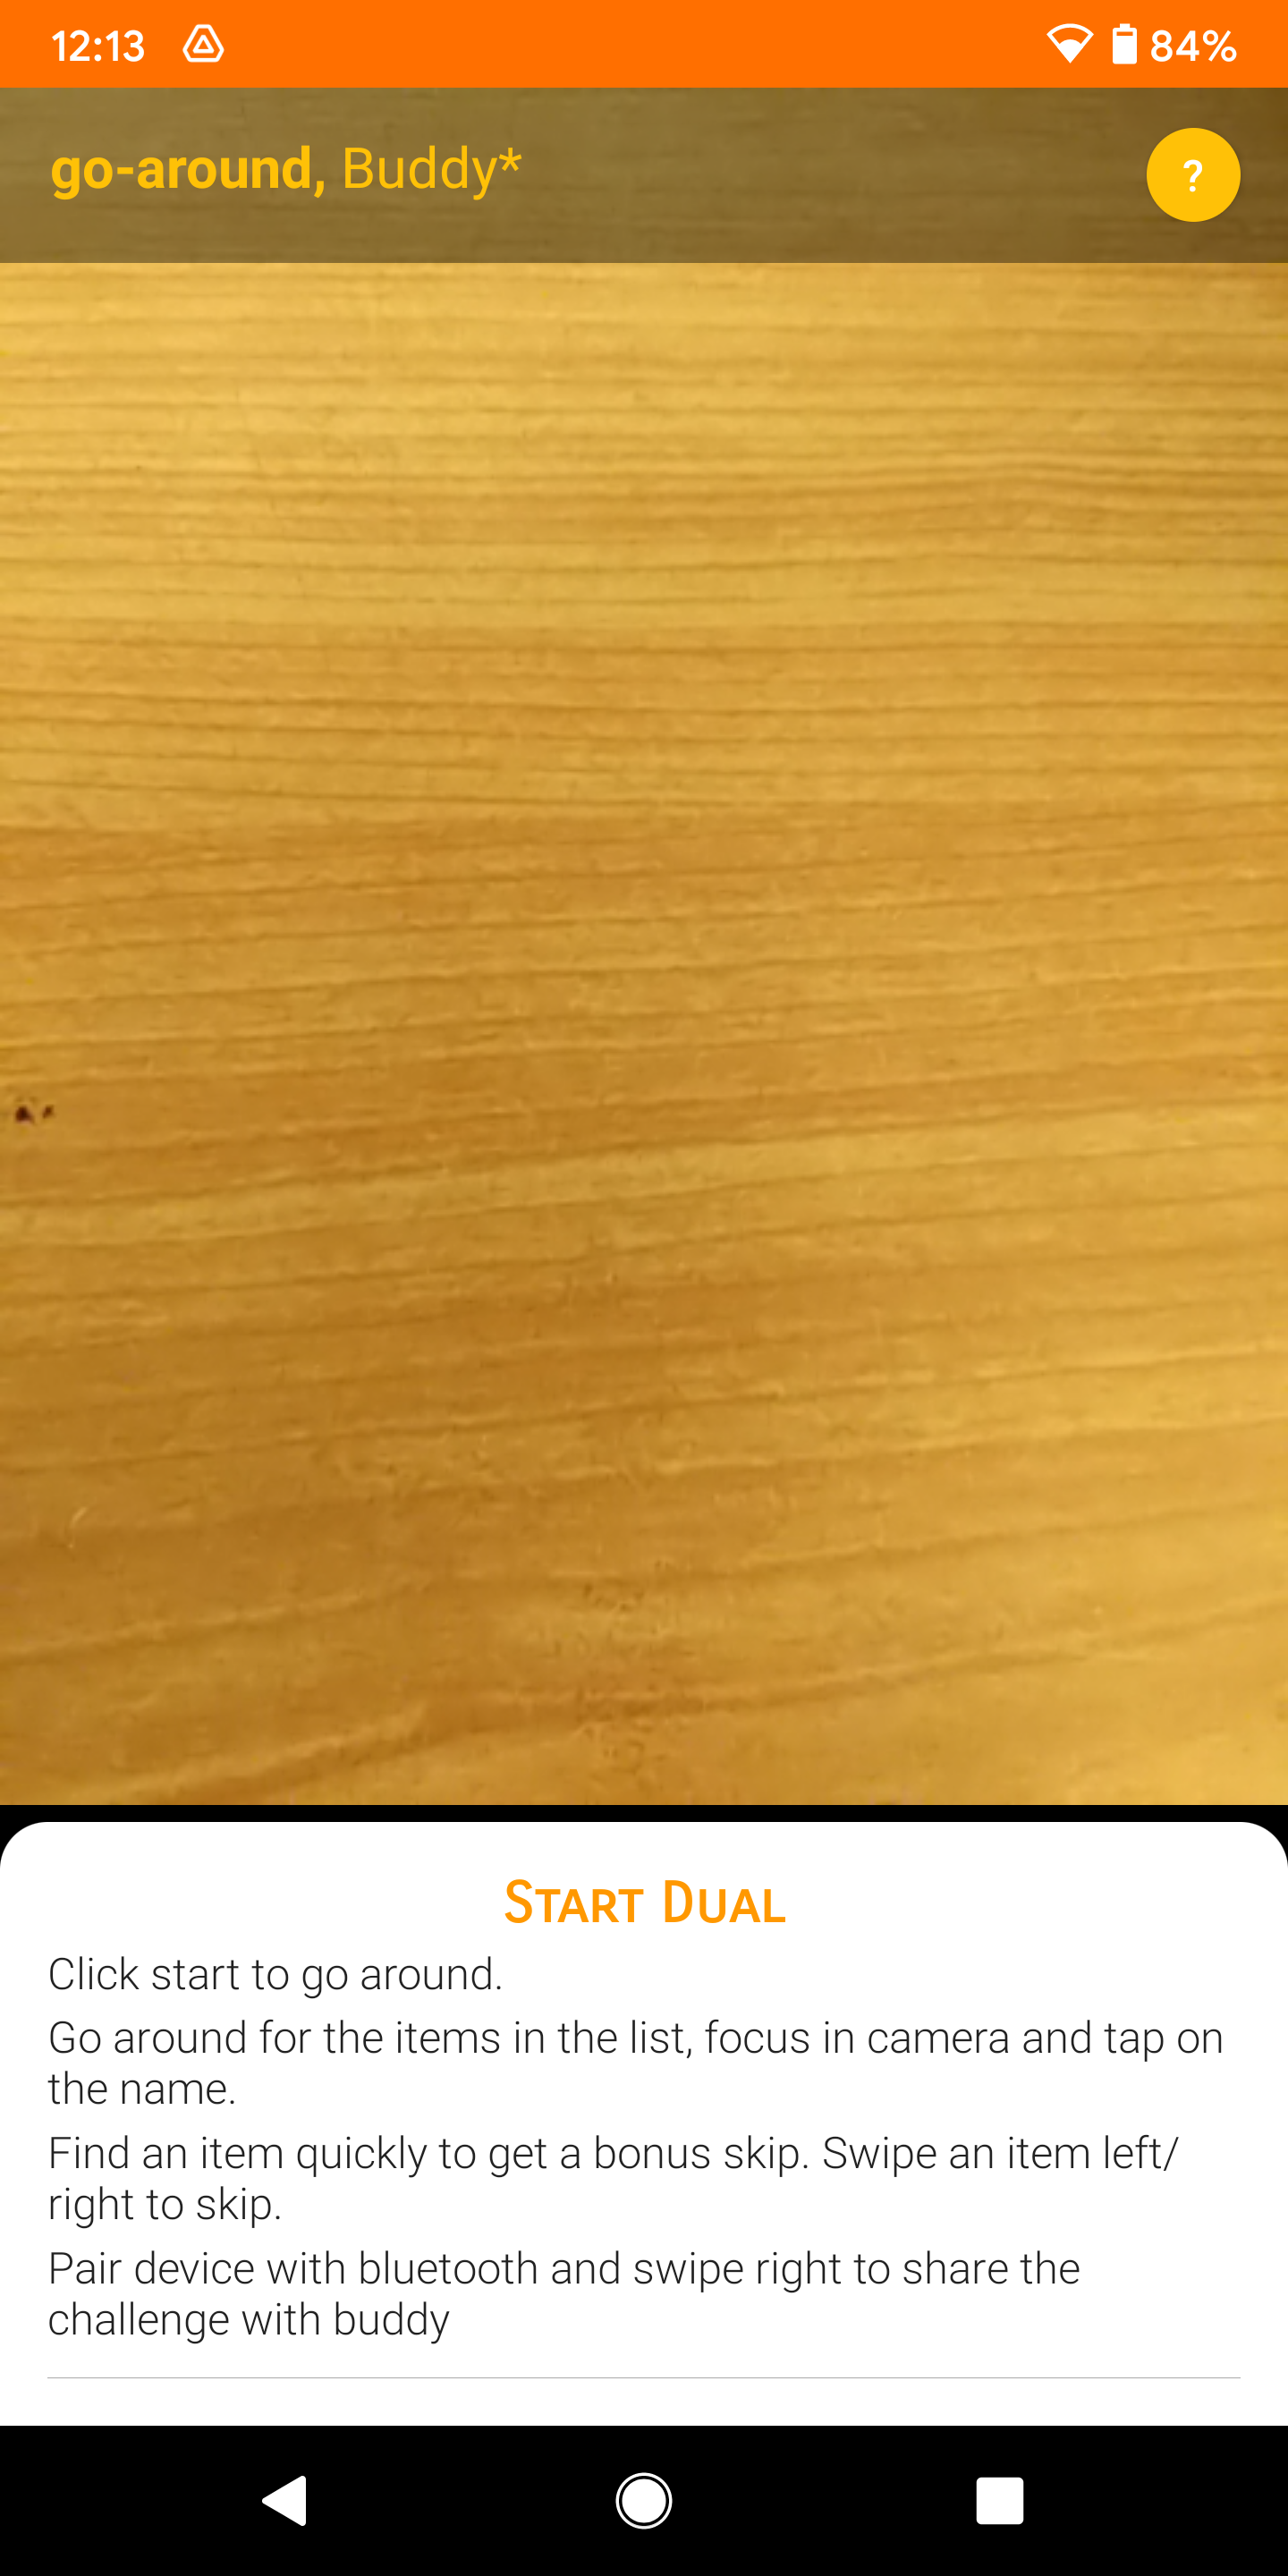 12:13
84%
go-around, Buddy*
?
Start Dual
Click start to go around.
Go around for the items in the list, focus in camera and tap on
the name.
Find an item quickly to get a bonus skip. Swipe an item left/
right to skip.
Pair device with bluetooth and swipe right to share the
challenge with buddy